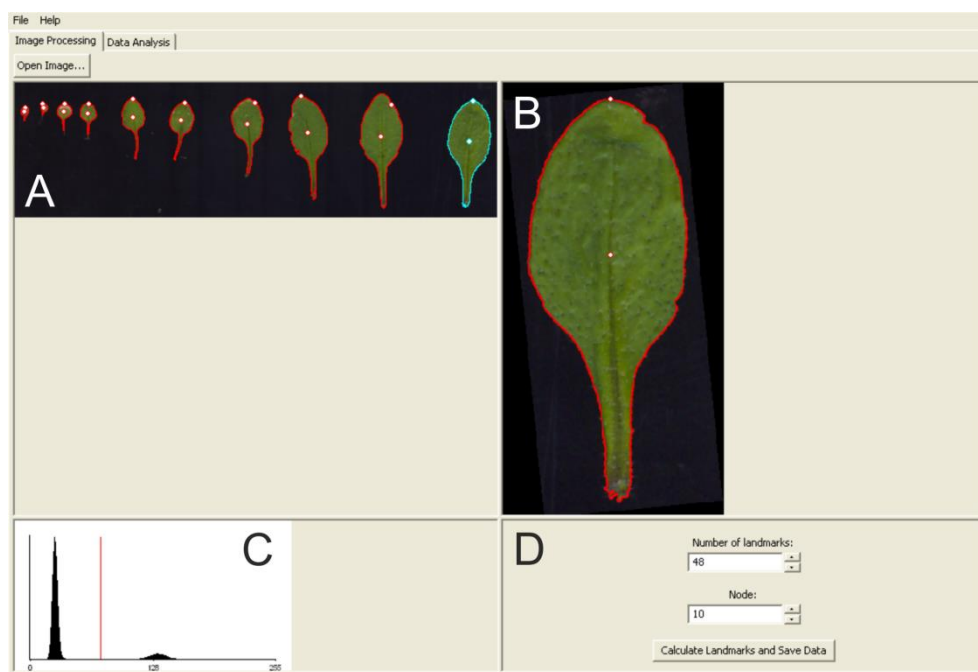 File Help
Image Processing Data Analysis
Open Image...
A
B
C
0 125 255
D
Number of landmarks:
48
Node:
10
Calculate Landmarks and Save Data